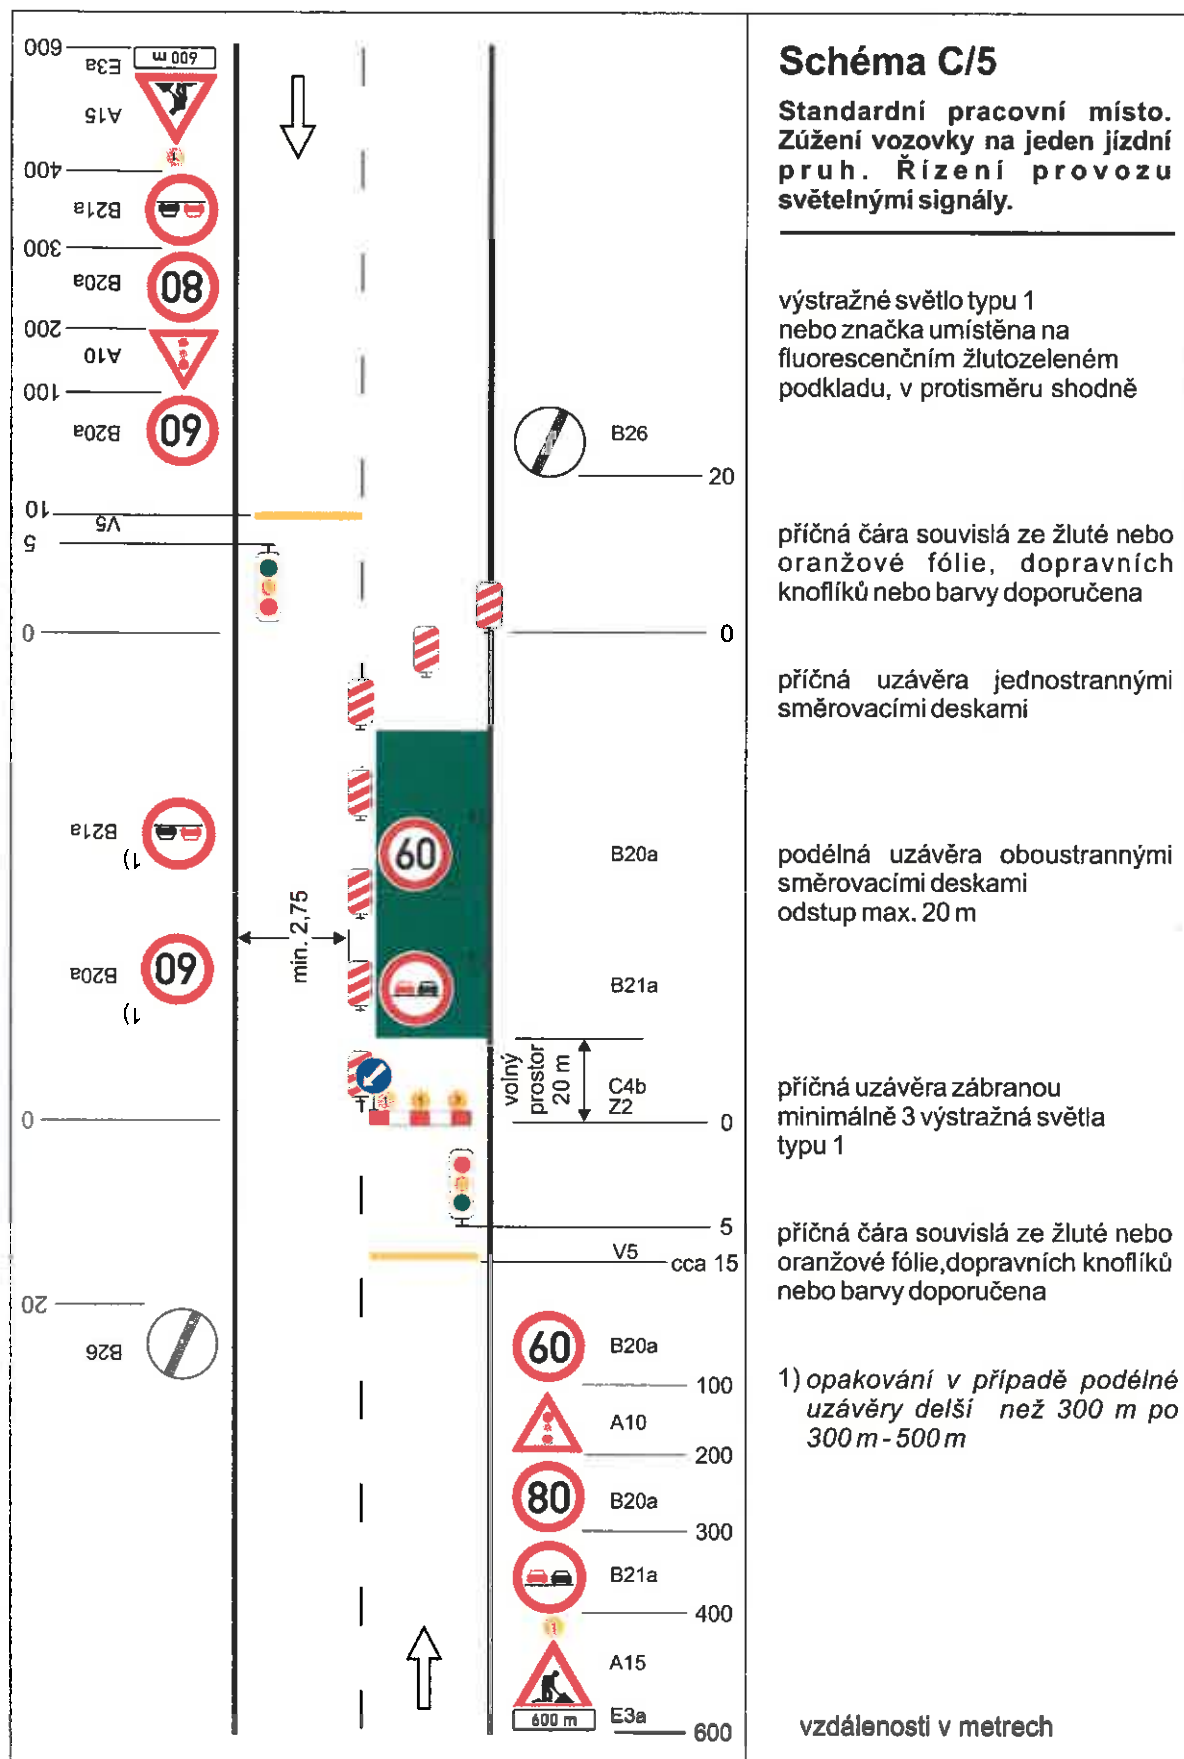 600
600 m
E3a
A15
1
400
B21a
300
B20a
80
200
A10
100
B20a
60
10
V5
5
0
B21a
1)
B20a
60
1)
min. 2,75
0
20
B26
B26
20
0
60
B20a
B21a
volný
prostor
20 m
C4b
Z2
0
5
V5
cca 15
60
B20a
100
A10
200
80
B20a
300
B21a
400
1
A15
600 m
E3a
600
Schéma C/5
Standardní pracovní místo.
Zúžení vozovky na jeden jízdní
pruh. Řízení provozu
světelnými signály.
výstražné světlo typu 1
nebo značka umístěna na
fluorescenčním žlutozeleném
podkladu, v protisměru shodně
příčná čára souvislá ze žluté nebo
oranžové fólie, dopravních
knoflíků nebo barvy doporučena
příčná uzávěra jednostrannými
směrovacími deskami
podélná uzávěra oboustrannými
směrovacími deskami
odstup max. 20 m
příčná uzávěra zábranou
minimálně 3 výstražná světla
typu 1
příčná čára souvislá ze žluté nebo
oranžové fólie,dopravních knoflíků
nebo barvy doporučena
1) opakování v případě podélné
uzávěry delší než 300 m po
300 m - 500 m
vzdálenosti v metrech